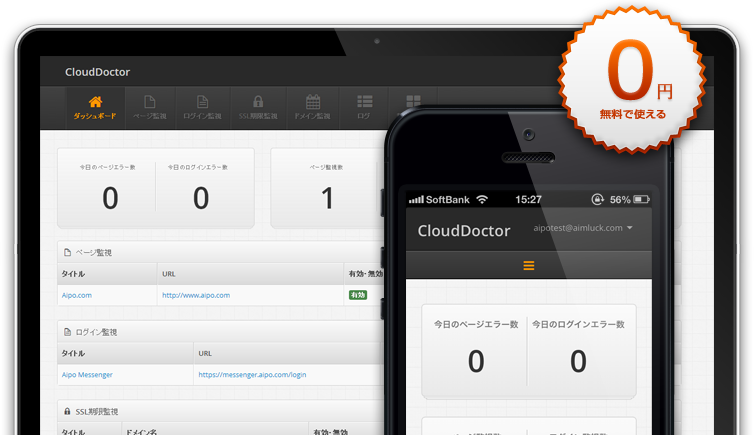 CloudDoctor
ダッシュボード ページ監視 ログイン監視 SSL期限監視 ドメイン監視 ログ
今日のページエラー数 今日のログインエラー数 ページ監視数
0 0 1
ページ監視
タイトル URL 有効・無効
Aipo.com http://www.aipo.com 有効
ログイン監視
タイトル URL
Aipo Messenger https://messenger.aipo.com/login
SSL期限監視
タイトル ドメイン名 有効・無効
0円
無料で使える
SoftBank 15:27 56%
CloudDoctor aipotest@aimluck.com
今日のページエラー数 今日のログインエラー数
0 0